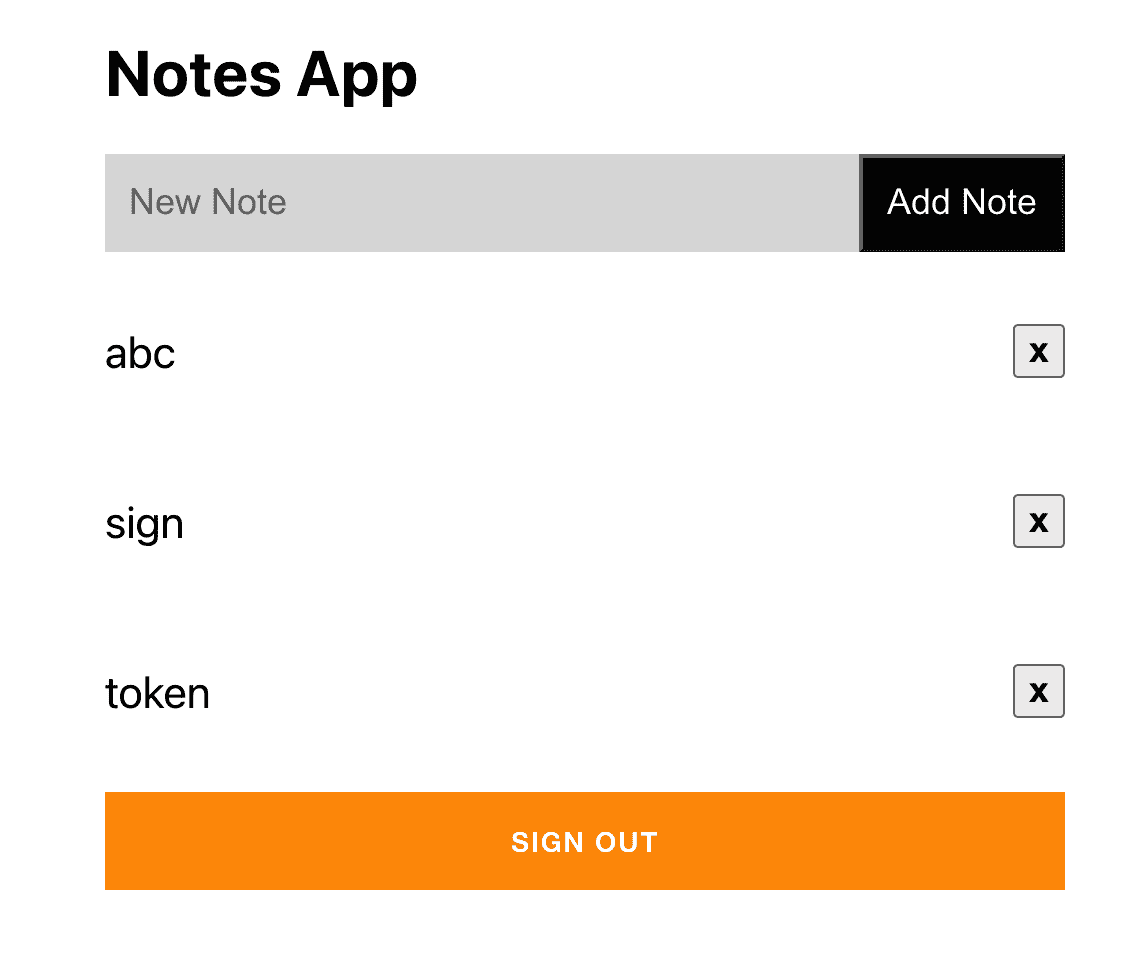 Notes App
New Note Add Note
abc x
sign x
token x
SIGN OUT